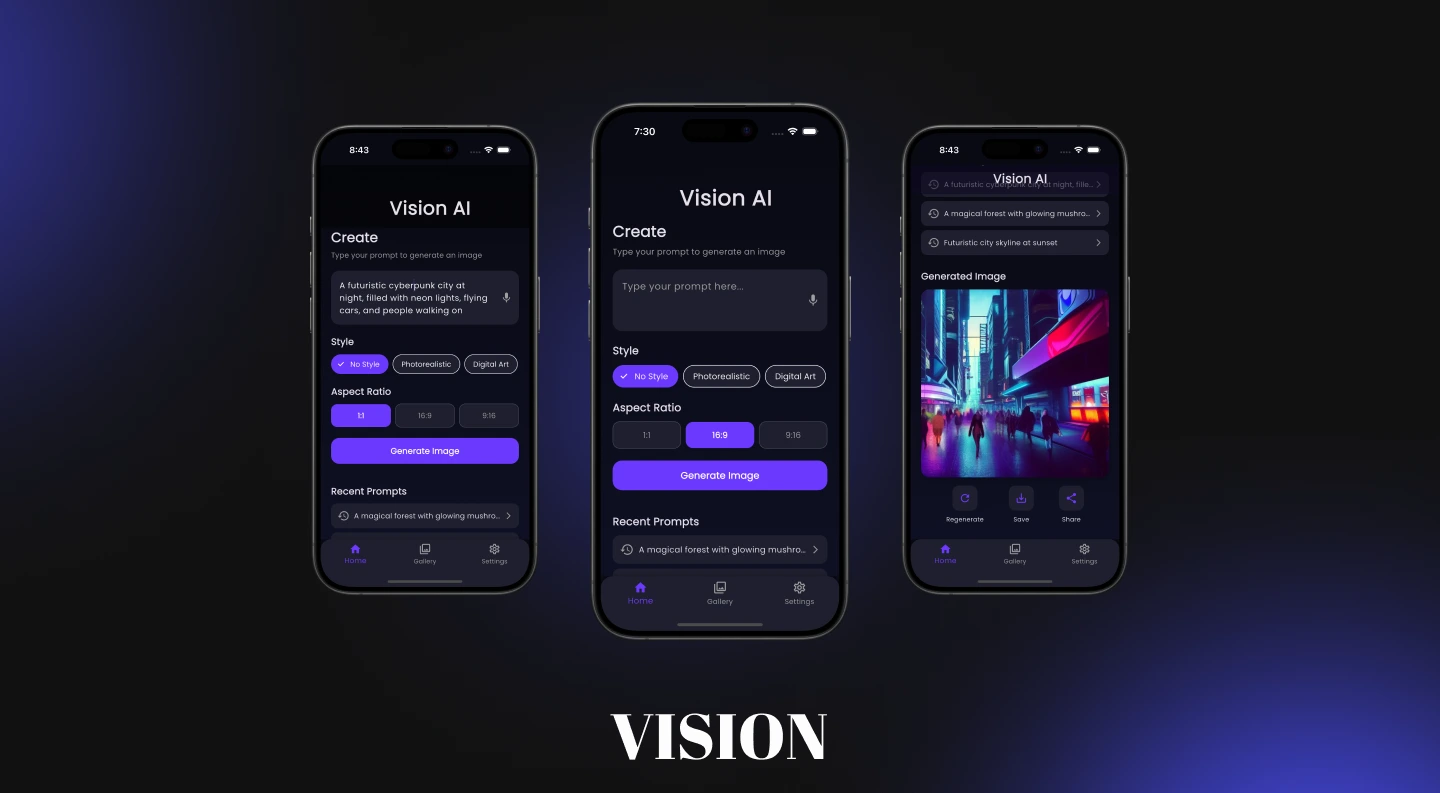 8:43
Vision AI
Create
Type your prompt to generate an image
A futuristic cyberpunk city at
night, filled with neon lights, flying
cars, and people walking on
Style
No Style
Photorealistic
Digital Art
Aspect Ratio
1:1
16:9
9:16
Generate Image
Recent Prompts
A magical forest with glowing mushro...
Home
Gallery
Settings
7:30
Vision AI
Create
Type your prompt to generate an image
Type your prompt here...
Style
No Style
Photorealistic
Digital Art
Aspect Ratio
1:1
16:9
9:16
Generate Image
Recent Prompts
A magical forest with glowing mushro...
Home
Gallery
Settings
8:43
Vision AI
A futuristic cyberpunk city at night, fille...
A magical forest with glowing mushro...
Futuristic city skyline at sunset
Generated Image
Regenerate
Save
Share
Home
Gallery
Settings
VISION